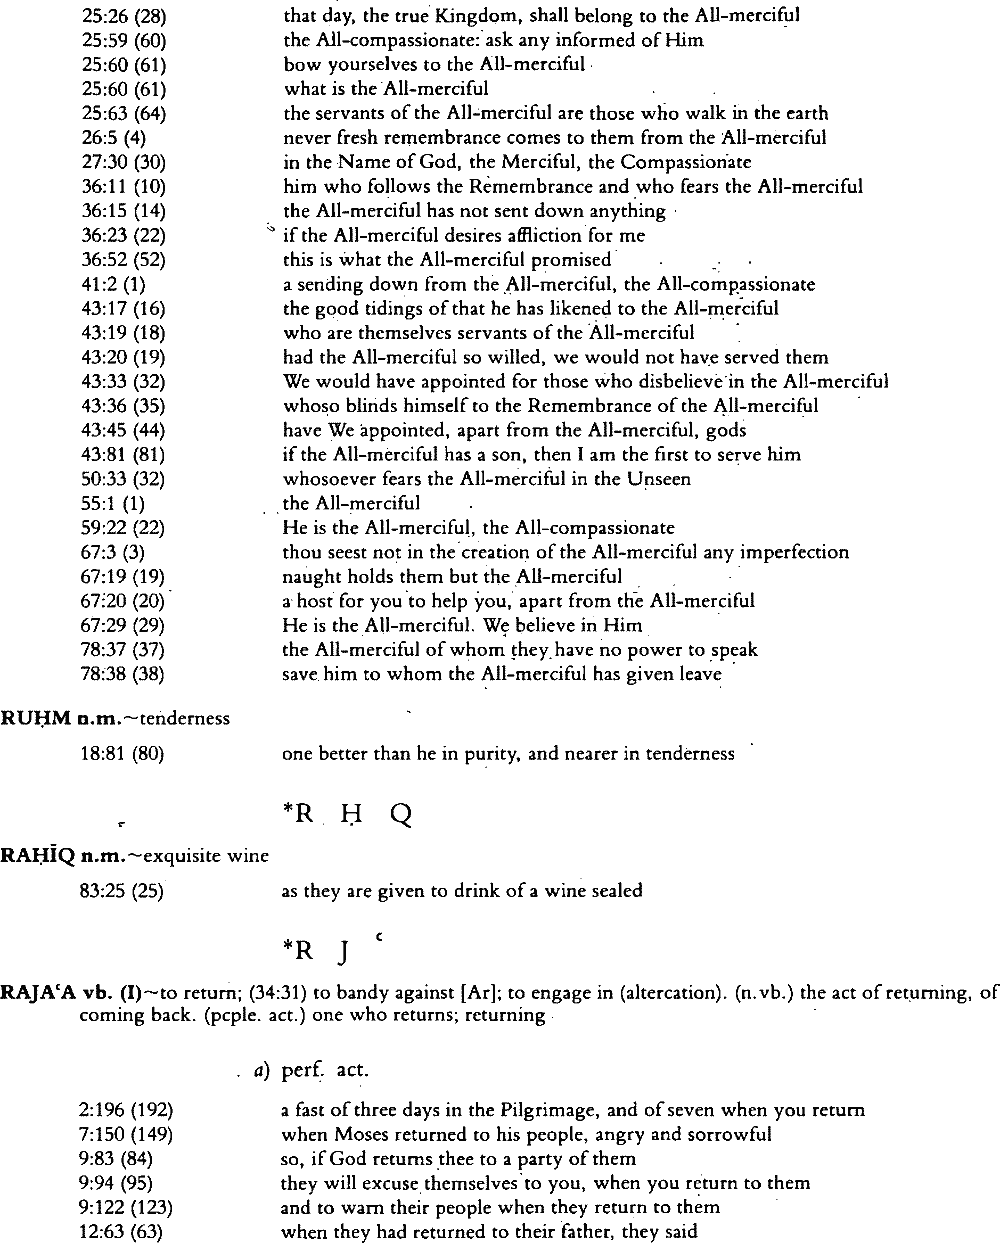 25:26 (28) that day, the true Kingdom, shall belong to the All-merciful
25:59 (60) the All-compassionate: ask any informed of Him
25:60 (61) bow yourselves to the All-merciful
25:60 (61) what is the All-merciful
25:63 (64) the servants of the All-merciful are those who walk in the earth
26:5 (4) never fresh remembrance comes to them from the All-merciful
27:30 (30) in the Name of God, the Merciful, the Compassionate
36:11 (10) him who follows the Remembrance and who fears the All-merciful
36:15 (14) the All-merciful has not sent down anything
36:23 (22) if the All-merciful desires affliction for me
36:52 (52) this is what the All-merciful promised
41:2 (1) a sending down from the All-merciful, the All-compassionate
43:17 (16) the good tidings of that he has likened to the All-merciful
43:19 (18) who are themselves servants of the All-merciful
43:20 (19) had the All-merciful so willed, we would not have served them
43:33 (32) We would have appointed for those who disbelieve in the All-merciful
43:36 (35) whoso blinds himself to the Remembrance of the All-merciful
43:45 (44) have We appointed, apart from the All-merciful, gods
43:81 (81) if the All-merciful has a son, then I am the first to serve him
50:33 (32) whosoever fears the All-merciful in the Unseen
55:1 (1) the All-merciful
59:22 (22) He is the All-merciful, the All-compassionate
67:3 (3) thou seest not in the creation of the All-merciful any imperfection
67:19 (19) naught holds them but the All-merciful
67:20 (20) a host for you to help you, apart from the All-merciful
67:29 (29) He is the All-merciful. We believe in Him
78:37 (37) the All-merciful of whom they have no power to speak
78:38 (38) save him to whom the All-merciful has given leave
RUḤM n.m.~tenderness
18:81 (80) one better than he in purity, and nearer in tenderness
*R Ḥ Q
RAḤĪQ n.m.~exquisite wine
83:25 (25) as they are given to drink of a wine sealed
*R J ʿ
RAJAʿA vb. (I)~to return; (34:31) to bandy against [Ar]; to engage in (altercation). (n.vb.) the act of returning, of
coming back. (pcple. act.) one who returns; returning
a) perf. act.
2:196 (192) a fast of three days in the Pilgrimage, and of seven when you return
7:150 (149) when Moses returned to his people, angry and sorrowful
9:83 (84) so, if God returns thee to a party of them
9:94 (95) they will excuse themselves to you, when you return to them
9:122 (123) and to warn their people when they return to them
12:63 (63) when they had returned to their father, they said